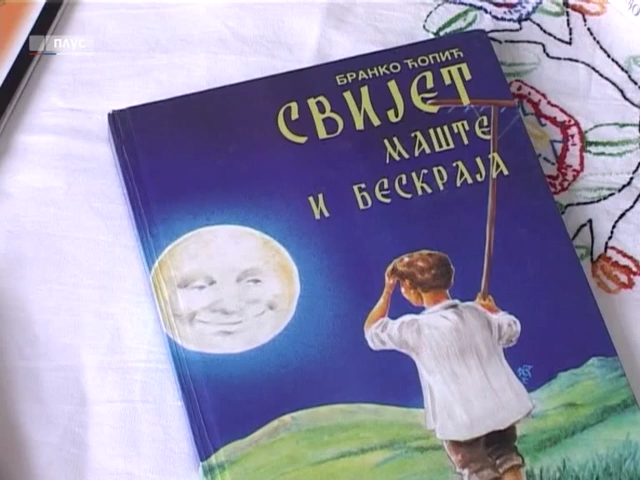 ПЛУС
БРАНКО ЋОПИЋ
СВИЈЕТ
МАШТЕ
И БЕСКРАЈА